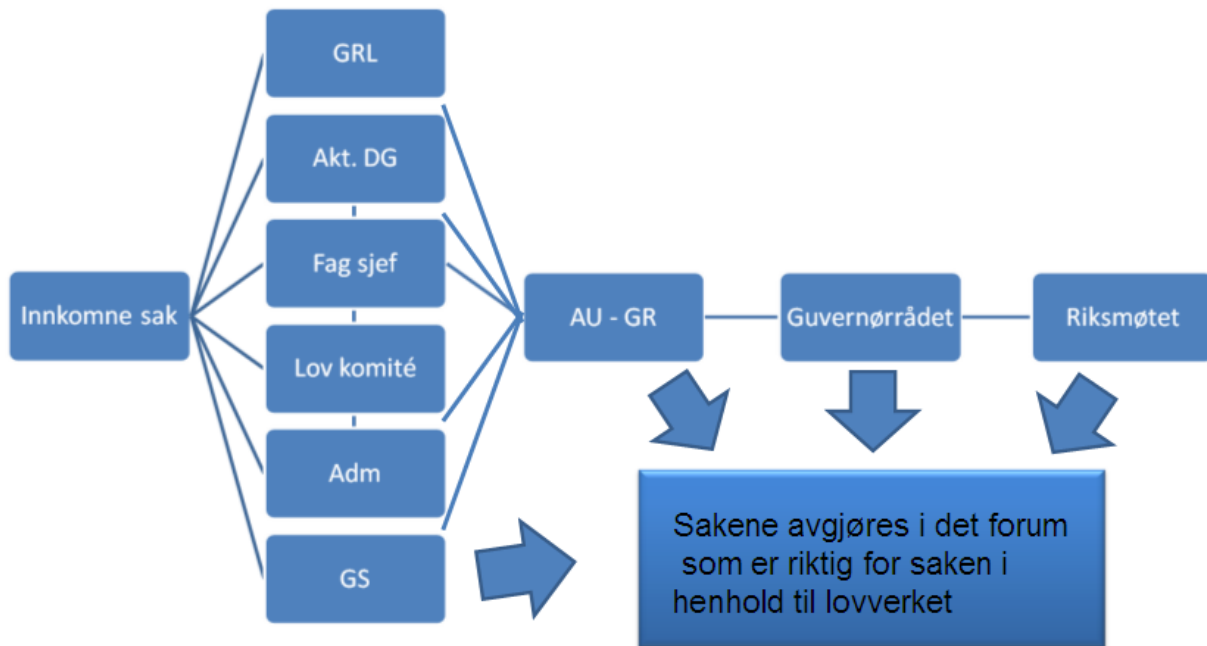 GRL
Akt. DG
Fag sjef
Innkomne sak
AU - GR
Guvernørrådet
Riksmøtet
Lov komité
Adm
GS
Sakene avgjøres i det forum
som er riktig for saken i
henhold til lovverket